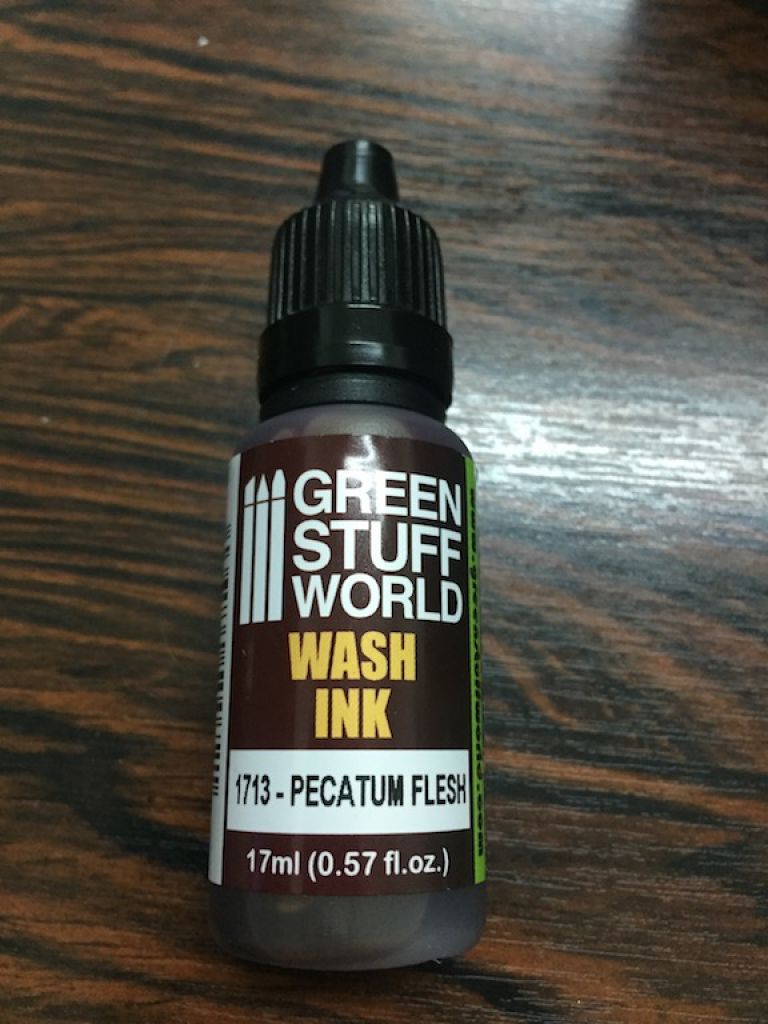 GREEN
STUFF
WORLD
WASH
INK
1713 - PECATUM FLESH
17ml (0.57 fl.oz.)